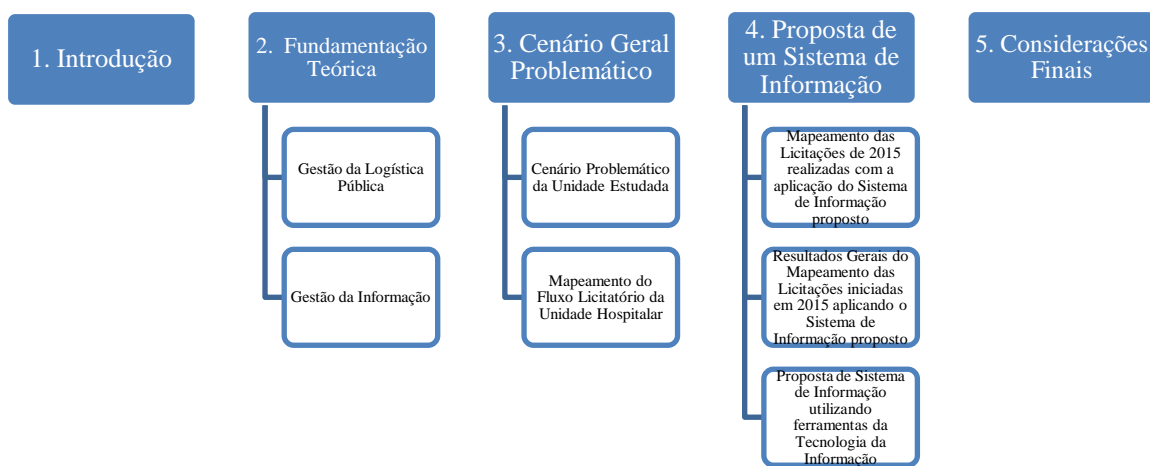 1. Introdução
2. Fundamentação
Teórica
Gestão da Logística
Pública
Gestão da Informação
3. Cenário Geral
Problemático
Cenário Problemático
da Unidade Estudada
Mapeamento do
Fluxo Licitatório da
Unidade Hospitalar
4. Proposta de
um Sistema de
Informação
Mapeamento das
Licitações de 2015
realizadas com a
aplicação do Sistema
de Informação
proposto
Resultados Gerais do
Mapeamento das
Licitações iniciadas
em 2015 aplicando o
Sistema de
Informação proposto
Proposta de Sistema
de Informação
utilizando
ferramentas da
Tecnologia da
Informação
5. Considerações
Finais